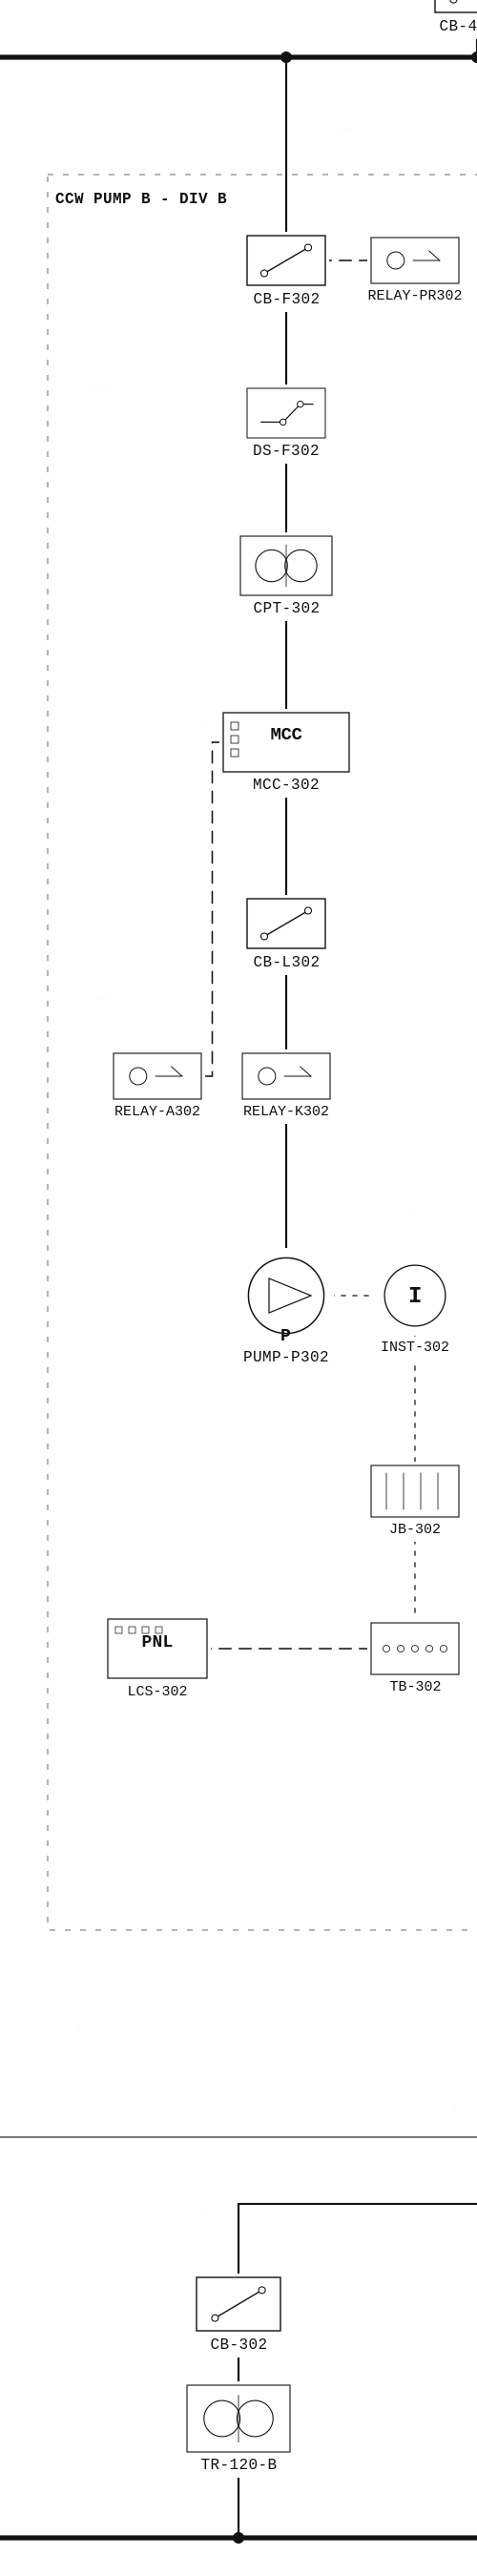 CB-4
CCW PUMP B - DIV B
CB-F302
RELAY-PR302
DS-F302
CPT-302
MCC
MCC-302
CB-L302
RELAY-A302
RELAY-K302
I
P
PUMP-P302
INST-302
JB-302
PNL
LCS-302
TB-302
CB-302
TR-120-B